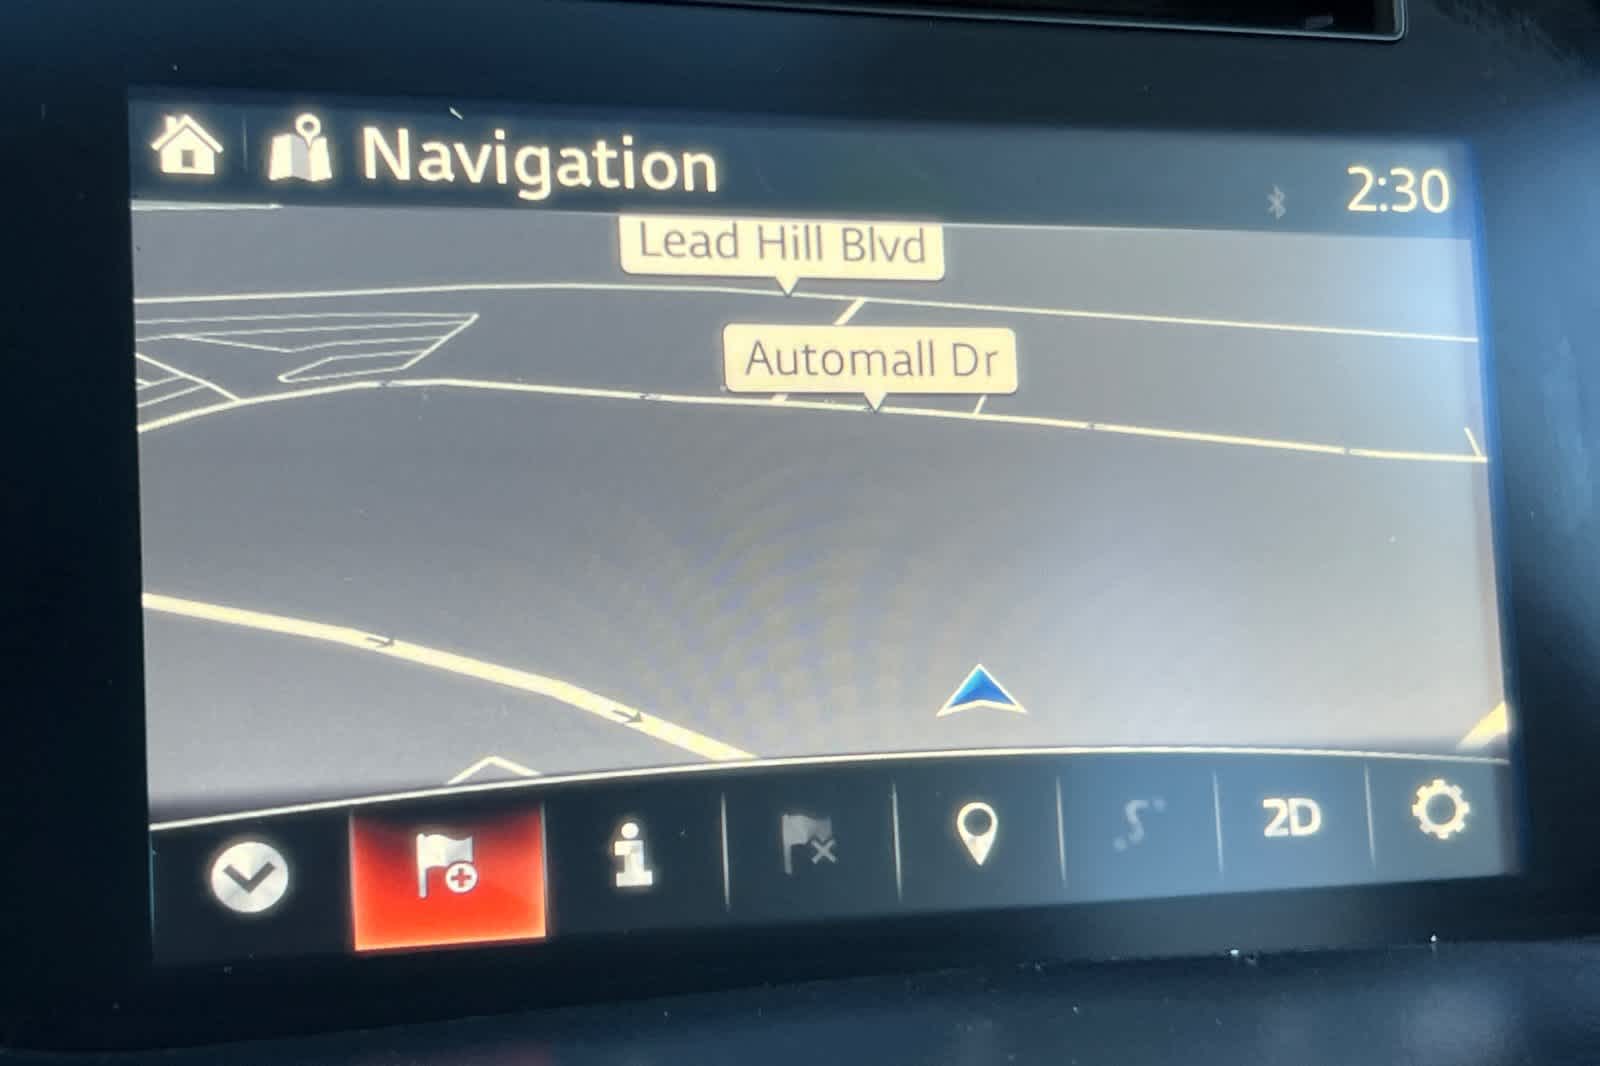 Navigation
2:30
Lead Hill Blvd
Automall Dr
2D